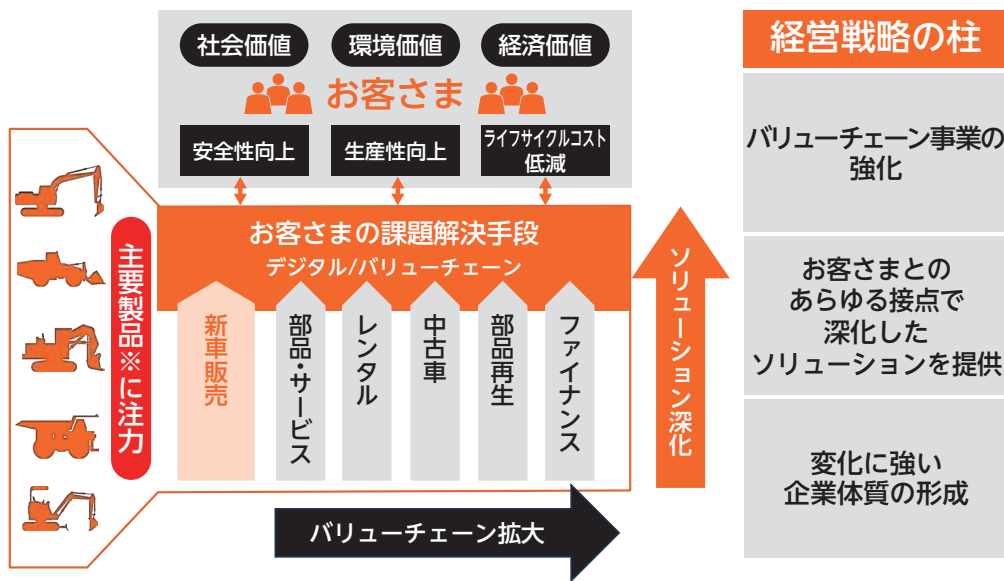 社会価値
環境価値
経済価値
お客さま
安全性向上
生産性向上
ライフサイクルコスト
低減
お客さまの課題解決手段
デジタル/バリューチェーン
主要製品※に注力
新車販売
部品・サービス
レンタル
中古車
部品再生
ファイナンス
バリューチェーン拡大
ソリューション深化
経営戦略の柱
バリューチェーン事業の
強化
お客さまとの
あらゆる接点で
深化した
ソリューションを提供
変化に強い
企業体質の形成